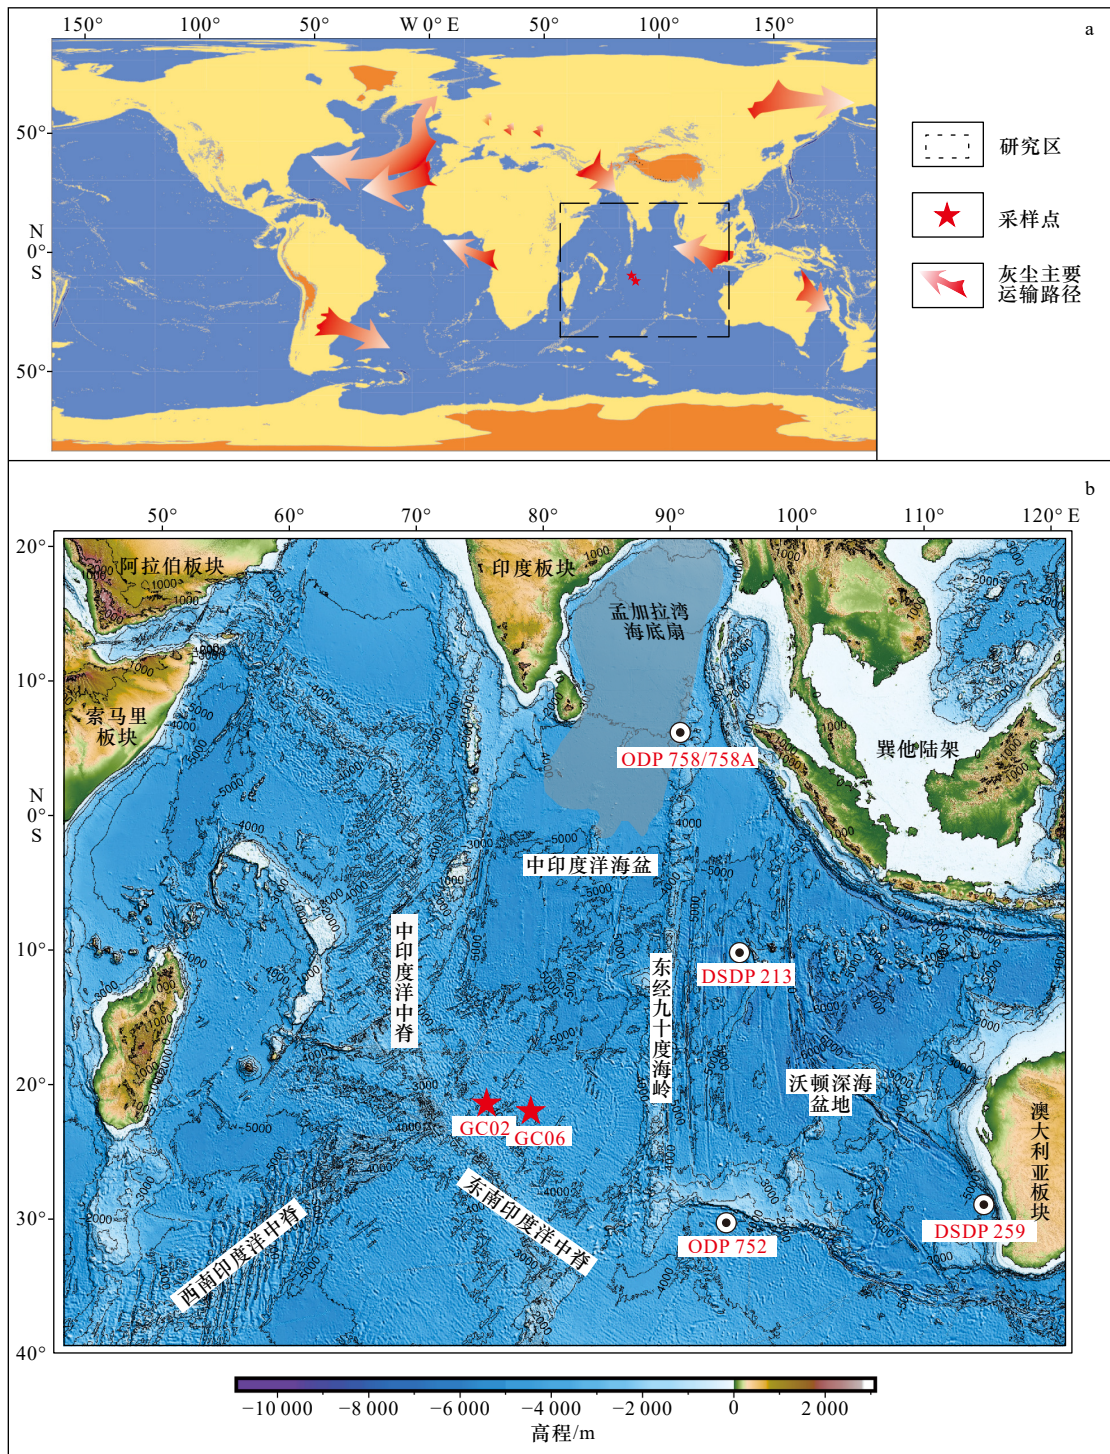 150° 100° 50° W 0° E 50° 100° 150°
a
50°
N
0°
S
50°
研究区
采样点
灰尘主要
运输路径
b
50° 60° 70° 80° 90° 100° 110° 120° E
20°
10°
N
0°
S
10°
20°
30°
40°
阿拉伯板块
印度板块
孟加拉湾
海底扇
索马里
板块
ODP 758/758A
巽他陆架
中印度洋海盆
中印度洋中脊
东经九十度海岭
DSDP 213
沃顿深海
盆地
澳大利亚板块
GC02
GC06
东南印度洋中脊
西南印度洋中脊
ODP 752
DSDP 259
−10 000 −8 000 −6 000 −4 000 −2 000 0 2 000
高程/m